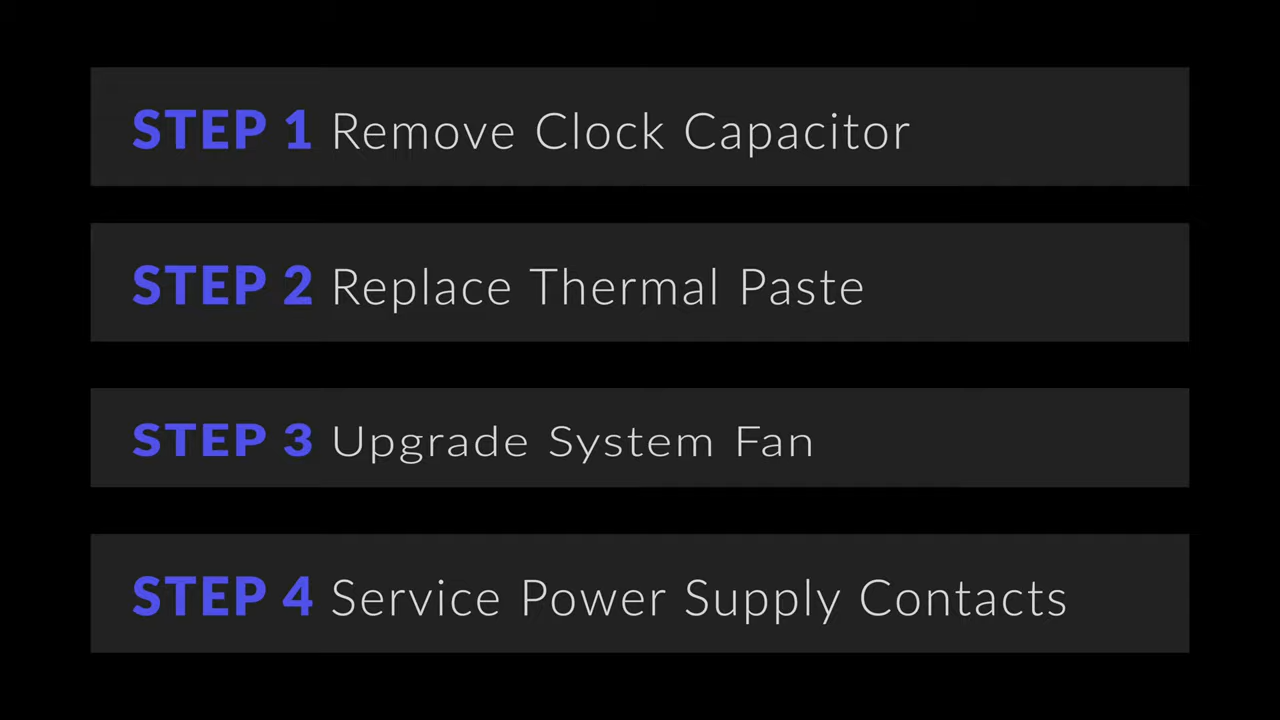 STEP 1 Remove Clock Capacitor
STEP 2 Replace Thermal Paste
STEP 3 Upgrade System Fan
STEP 4 Service Power Supply Contacts